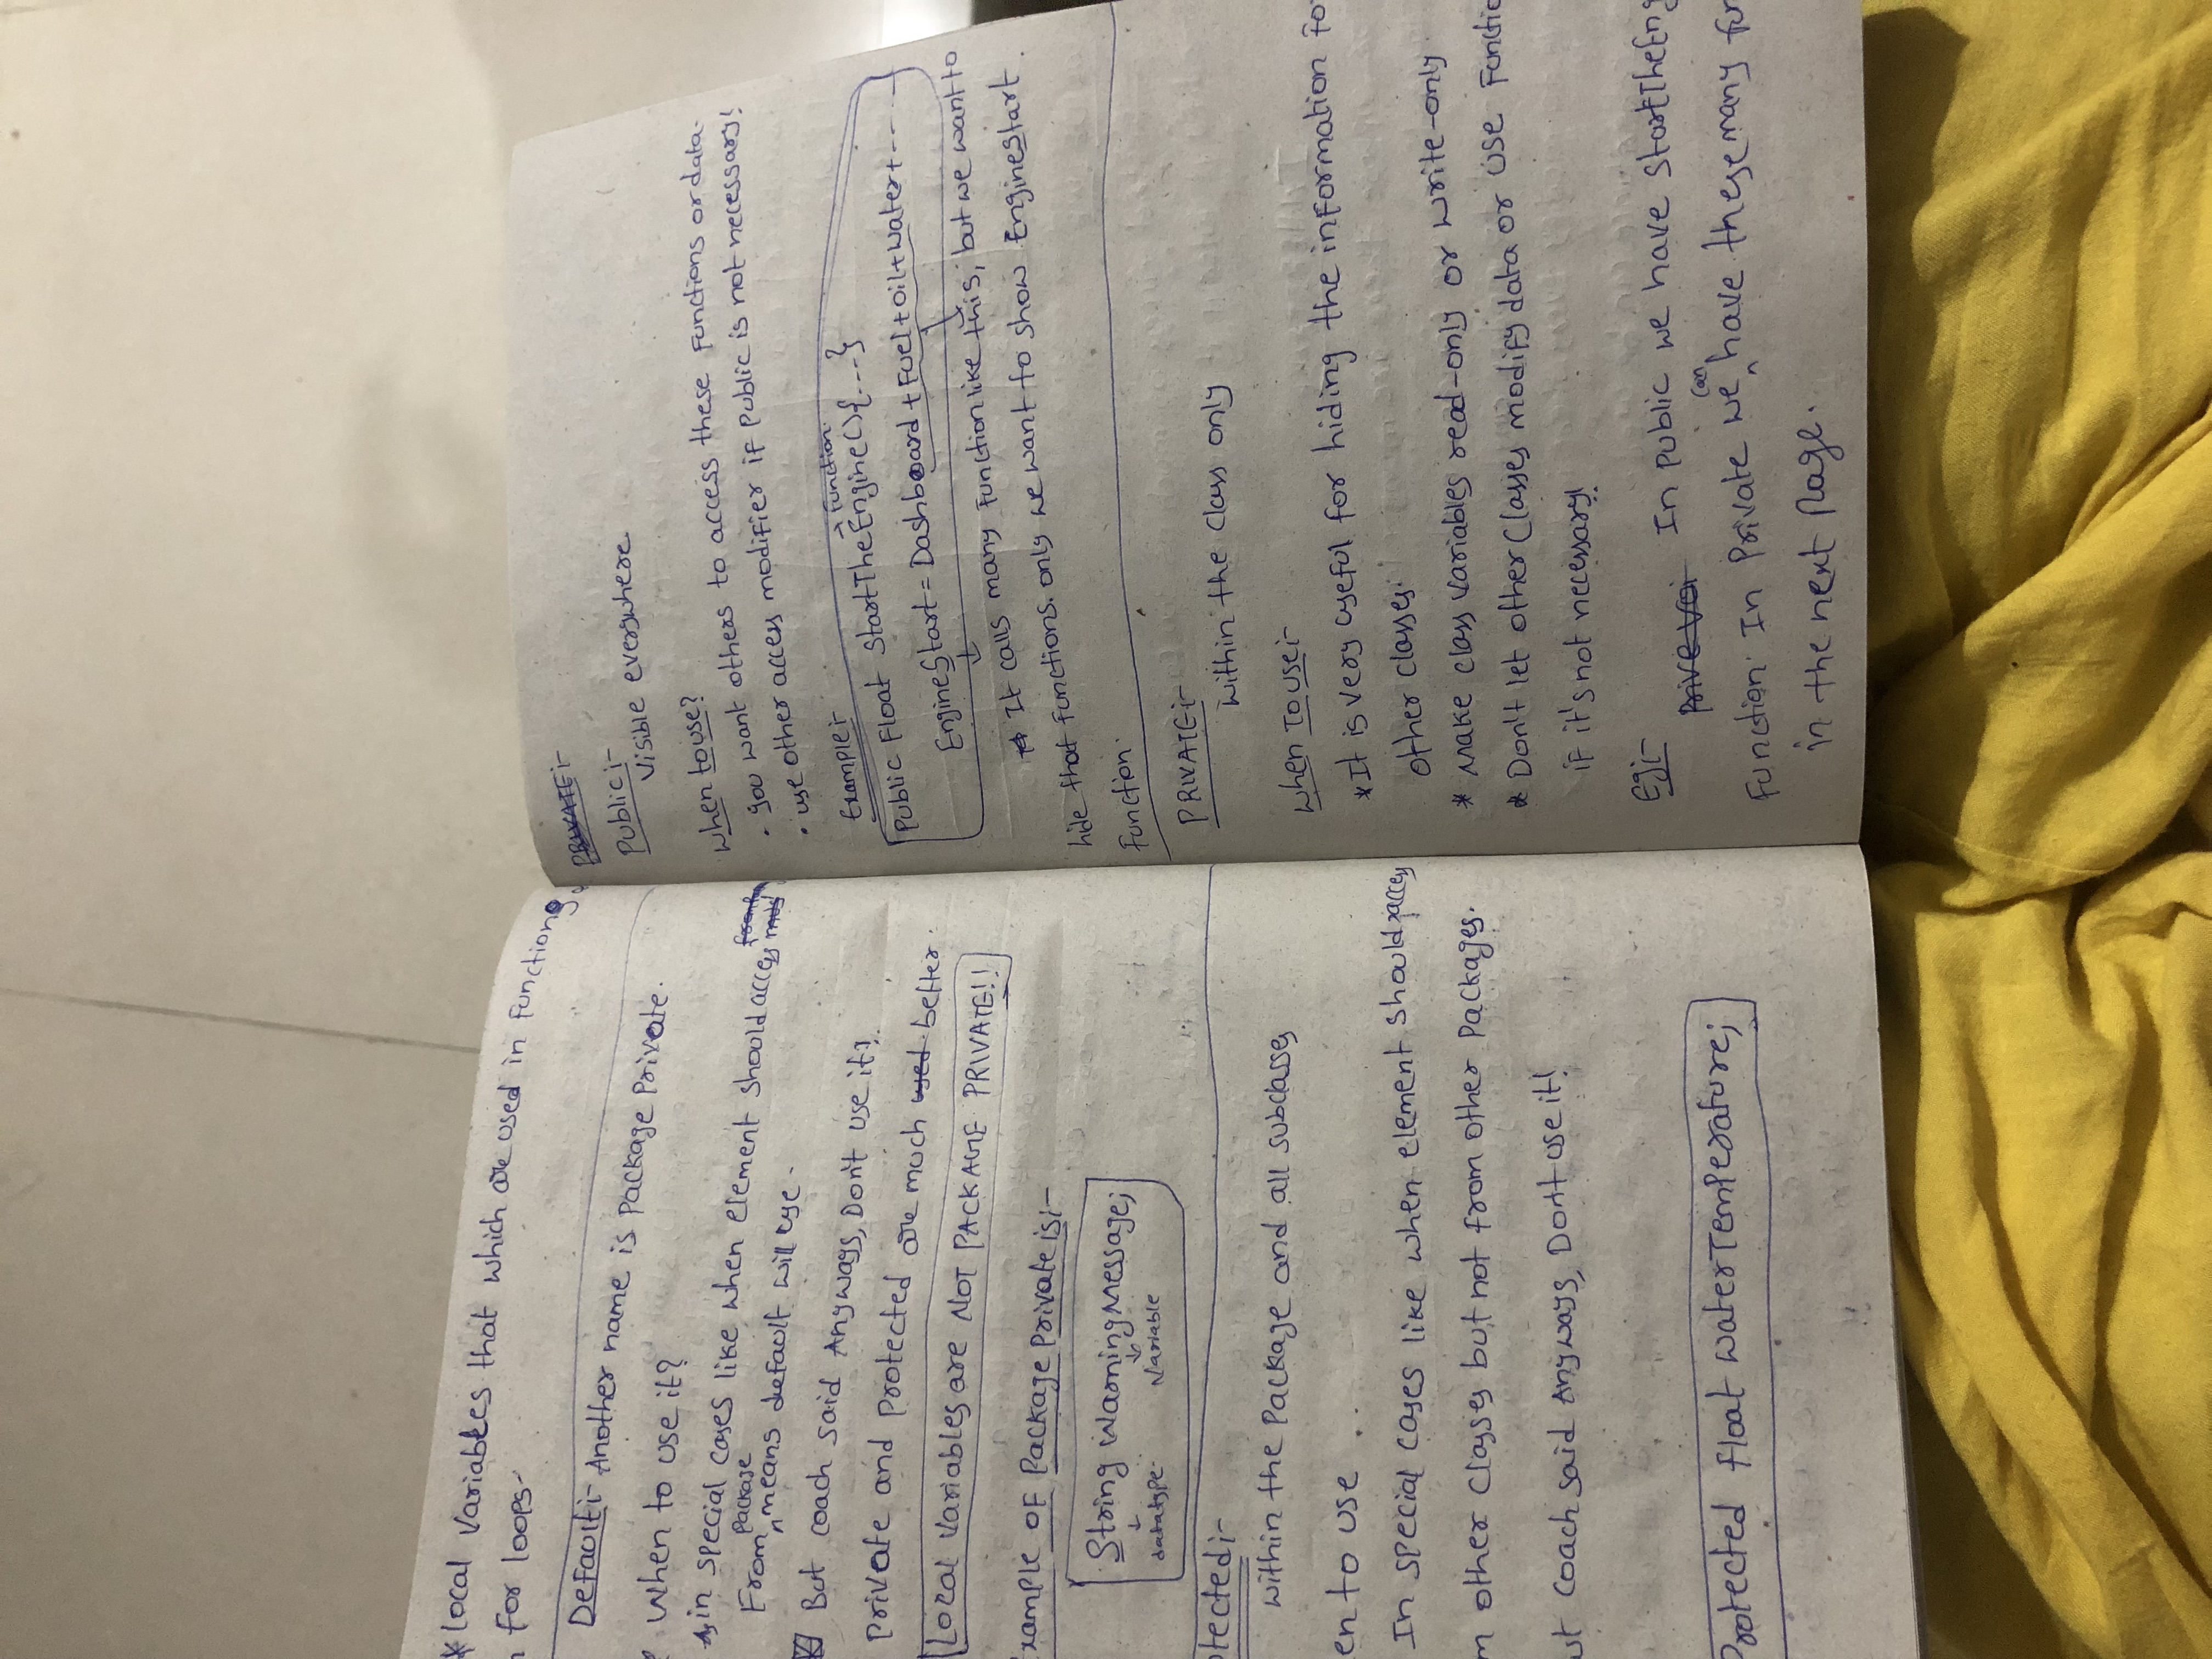 * Local Variables that which are used in functions
n for loops-
Default:- Another name is Package Private.
When to use it?
in special cases like when element should access
From package means default will use.
But coach said Anyways, Don't use it!.
Private and Protected are much used better.
Local Variables are NOT PACKAGE PRIVATE!!
xample of Package Private is:-
String WarningMessage;
datatype. Variable
otected:-
within the Package and all subclasses
en to use ..
In special cases like when element should access
m other classes but not from other Packages.
ut coach said Anyways, Don't use it!
Protected float waterTemperature;
PRIVATE:-
Public:-
Visible everywhere
when to use?
• you want others to access these functions or data.
• use other access modifier if Public is not necessary!
Example:-
→ function.
Public Float StartTheEngine(){....}
EngineStart = Dashboard + Fuel + oil + water + ----
* It calls many function like this, but we want to
hide that functions. only we want to show EngineStart
Function.
PRIVATE:-
within the class only
when To use:-
* It is very useful for hiding the information fo
other classes.
* Make class variables read-only or write-only
* Don't let other classes modify data or use Functio
if it's not necessary!
Eg:-
prive voi In public we have StartTheEng
Function. In Private we can have these many fun
in the next Page.